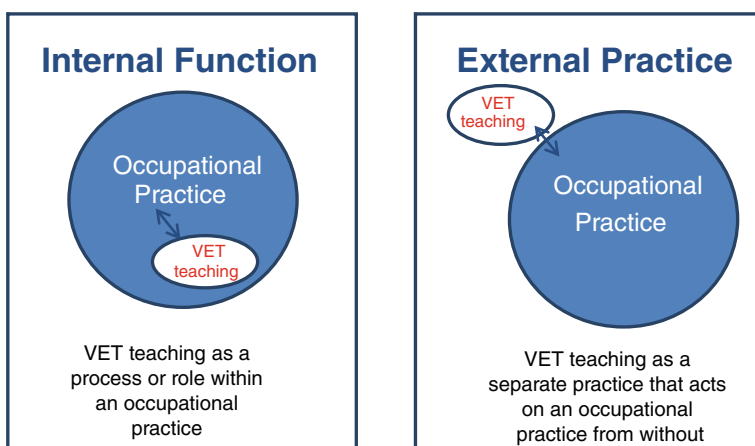 Internal Function
Occupational
Practice
VET
teaching
VET teaching as a
process or role within
an occupational
practice
External Practice
VET
teaching
Occupational
Practice
VET teaching as a
separate practice that acts
on an occupational
practice from without